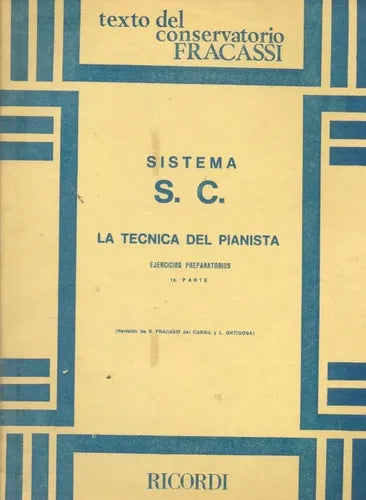 texto del
conservatorio
FRACASSI
SISTEMA
S. C.
LA TECNICA DEL PIANISTA
EJERCICIOS PREPARATORIOS
1a. PARTE
(Revisión de S. FRACASSI del CARRIL y L. ORTIGOSA)
RICORDI